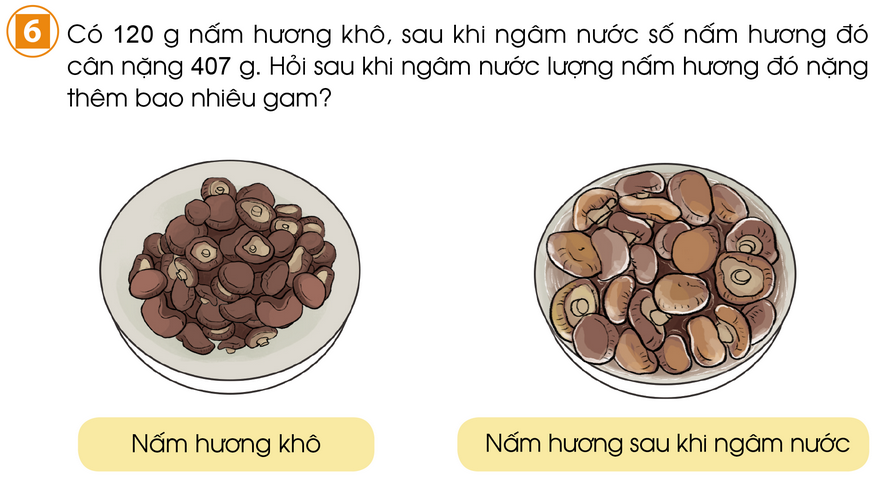 6
Có 120 g nấm hương khô, sau khi ngâm nước số nấm hương đó
cân nặng 407 g. Hỏi sau khi ngâm nước lượng nấm hương đó nặng
thêm bao nhiêu gam?
Nấm hương khô
Nấm hương sau khi ngâm nước